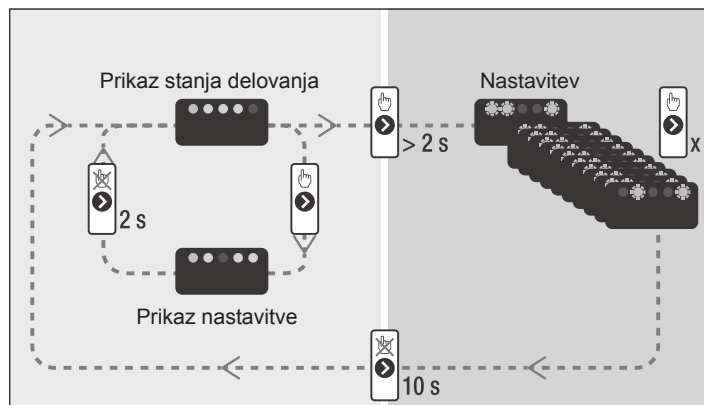 Prikaz stanja delovanja
Nastavitev
> 2 s
x
2 s
Prikaz nastavitve
10 s